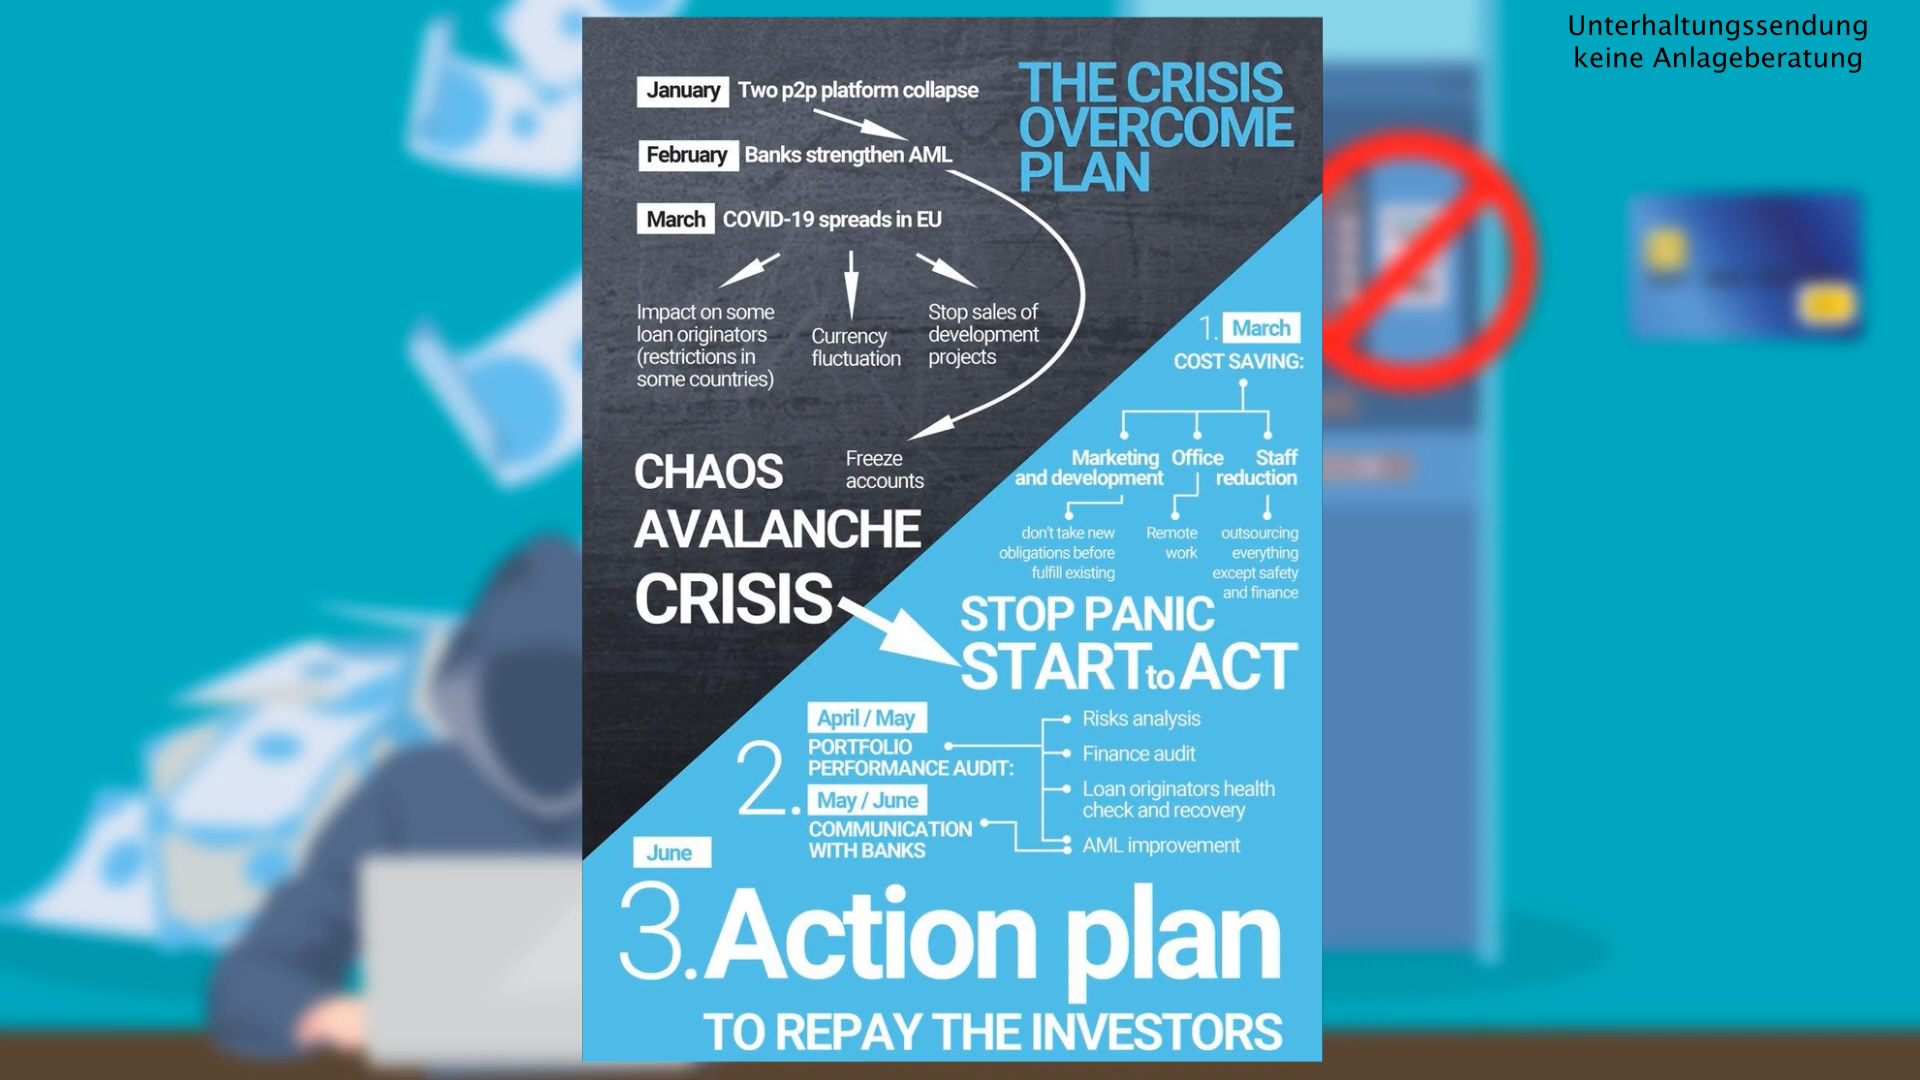 Unterhaltungssendung
keine Anlageberatung
THE CRISIS
OVERCOME
PLAN
January Two p2p platform collapse
February Banks strengthen AML
March COVID-19 spreads in EU
Impact on some
loan originators
(restrictions in
some countries)
Currency
fluctuation
Stop sales of
development
projects
Freeze
accounts
CHAOS
AVALANCHE
CRISIS
1. March
COST SAVING:
Marketing
and development
Office
Staff
reduction
don't take new
obligations before
fulfill existing
Remote
work
outsourcing
everything
except safety
and finance
STOP PANIC
START to ACT
2.
April / May
PORTFOLIO
PERFORMANCE AUDIT:
May / June
COMMUNICATION
WITH BANKS
Risks analysis
Finance audit
Loan originators health
check and recovery
AML improvement
June
3. Action plan
TO REPAY THE INVESTORS